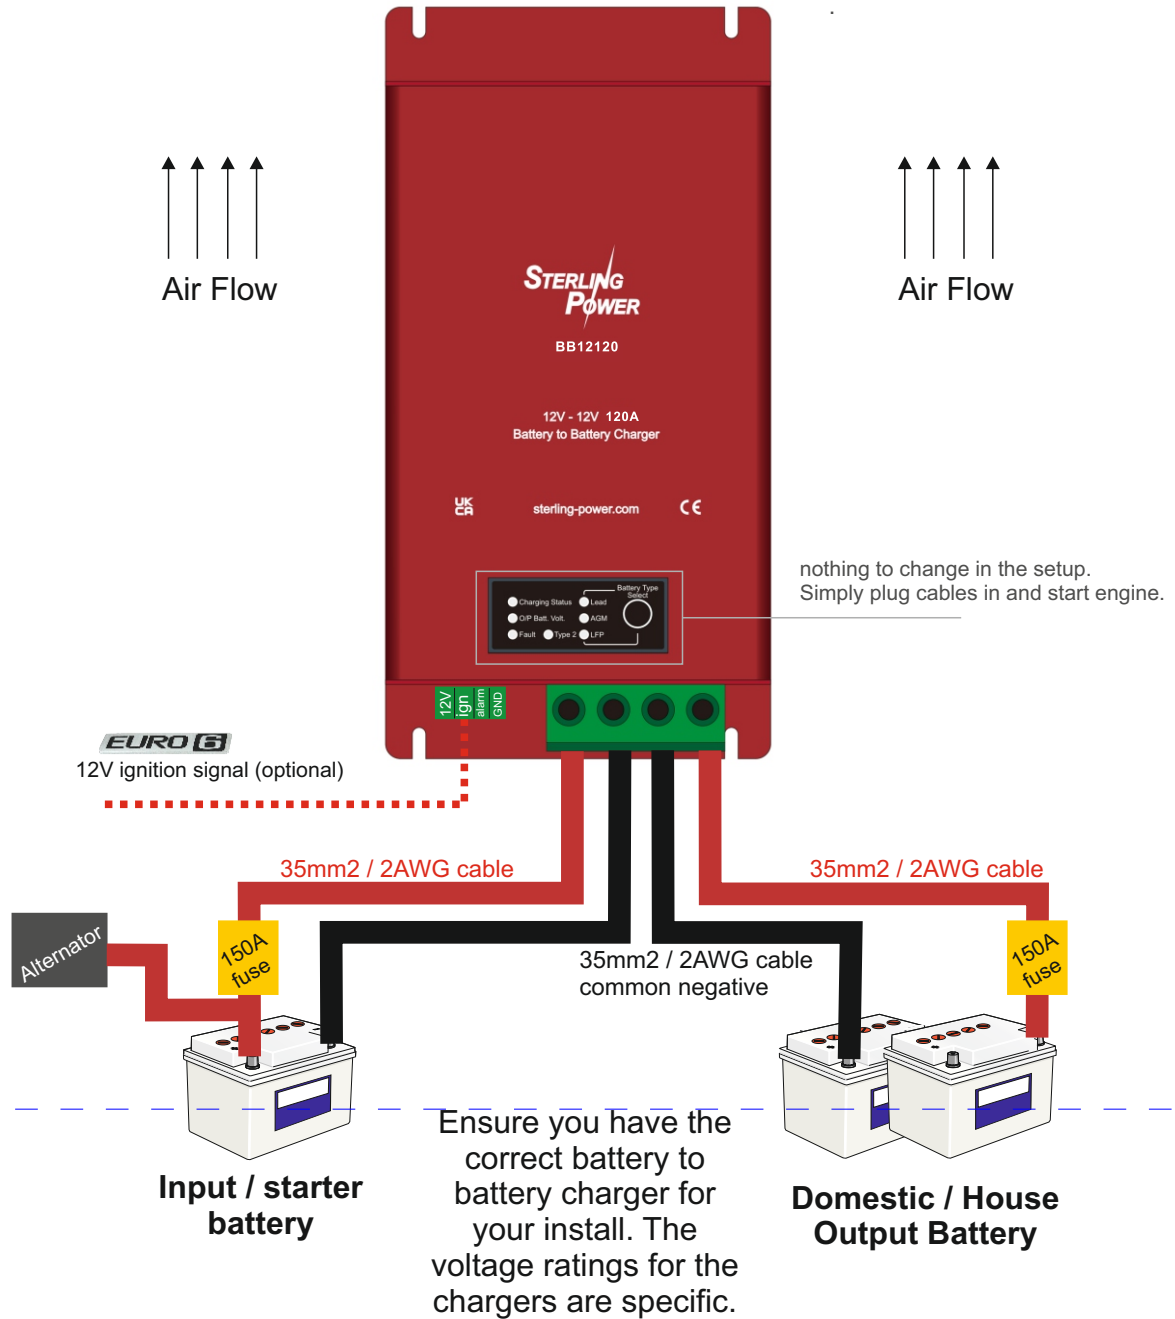 Air Flow
Air Flow
STERLING
POWER
BB12120
12V - 12V 120A
Battery to Battery Charger
UK
CA
sterling-power.com
CE
Battery Type
Select
Charging Status
Lead
O/P Batt. Volt.
AGM
Fault
Type 2
LFP
nothing to change in the setup.
Simply plug cables in and start engine.
12V
ign
alarm
GND
EURO 6
12V ignition signal (optional)
35mm2 / 2AWG cable
35mm2 / 2AWG cable
Alternator
150A
fuse
35mm2 / 2AWG cable
common negative
150A
fuse
Ensure you have the
correct battery to
battery charger for
your install. The
voltage ratings for the
chargers are specific.
Input / starter
battery
Domestic / House
Output Battery